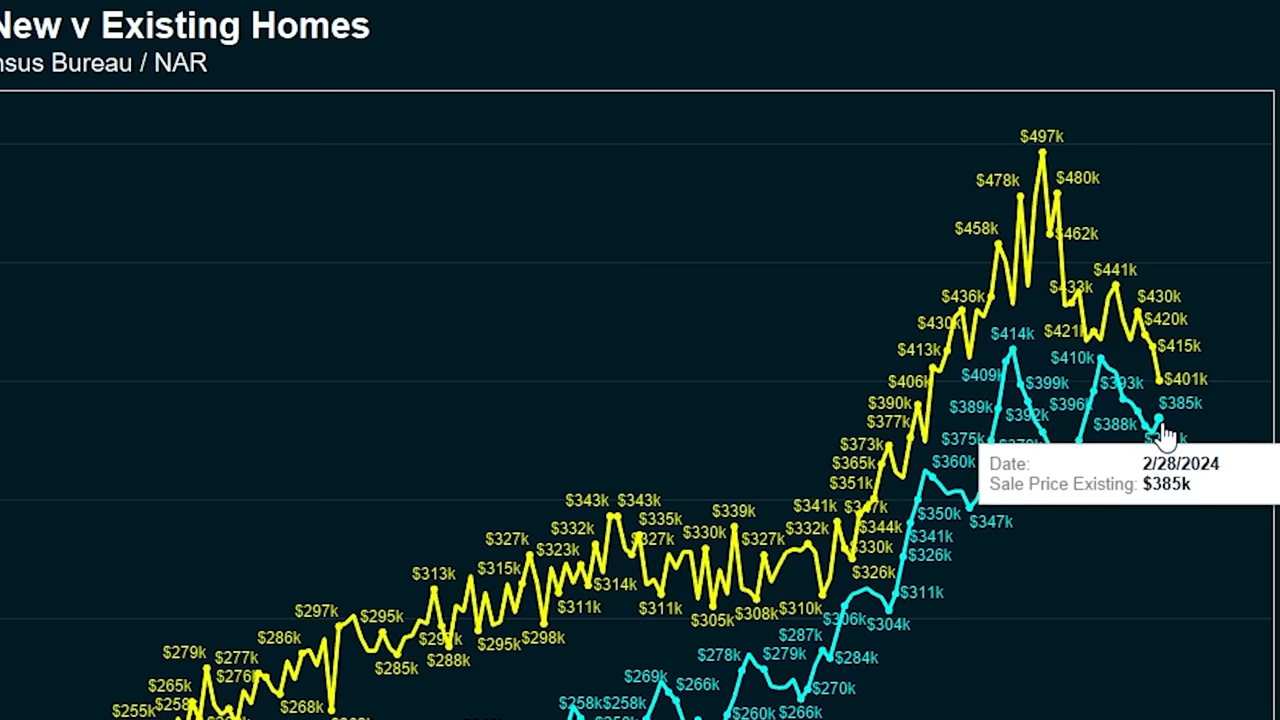 New v Existing Homes
nsus Bureau / NAR
$497k
$478k
$480k
$458k
$462k
$441k
$433k
$436k
$430k
$430k
$420k
$421k
$414k
$415k
$413k
$410k
$409k
$401k
$406k
$399k
$393k
$390k
$389k
$392k
$396k
$385k
$377k
$388k
$373k
$375k
$365k
$360k
Date: 2/28/2024
Sale Price Existing: $385k
$351k
$343k
$343k
$339k
$341k
$347k
$350k
$347k
$335k
$332k
$330k
$332k
$344k
$341k
$327k
$327k
$327k
$323k
$330k
$326k
$315k
$313k
$314k
$326k
$311k
$311k
$311k
$308k
$310k
$305k
$306k
$304k
$297k
$295k
$295k
$298k
$286k
$287k
$279k
$277k
$285k
$288k
$278k
$279k
$284k
$276k
$269k
$265k
$266k
$270k
$268k
$255k
$258k
$258k
$258k
$260k
$266k